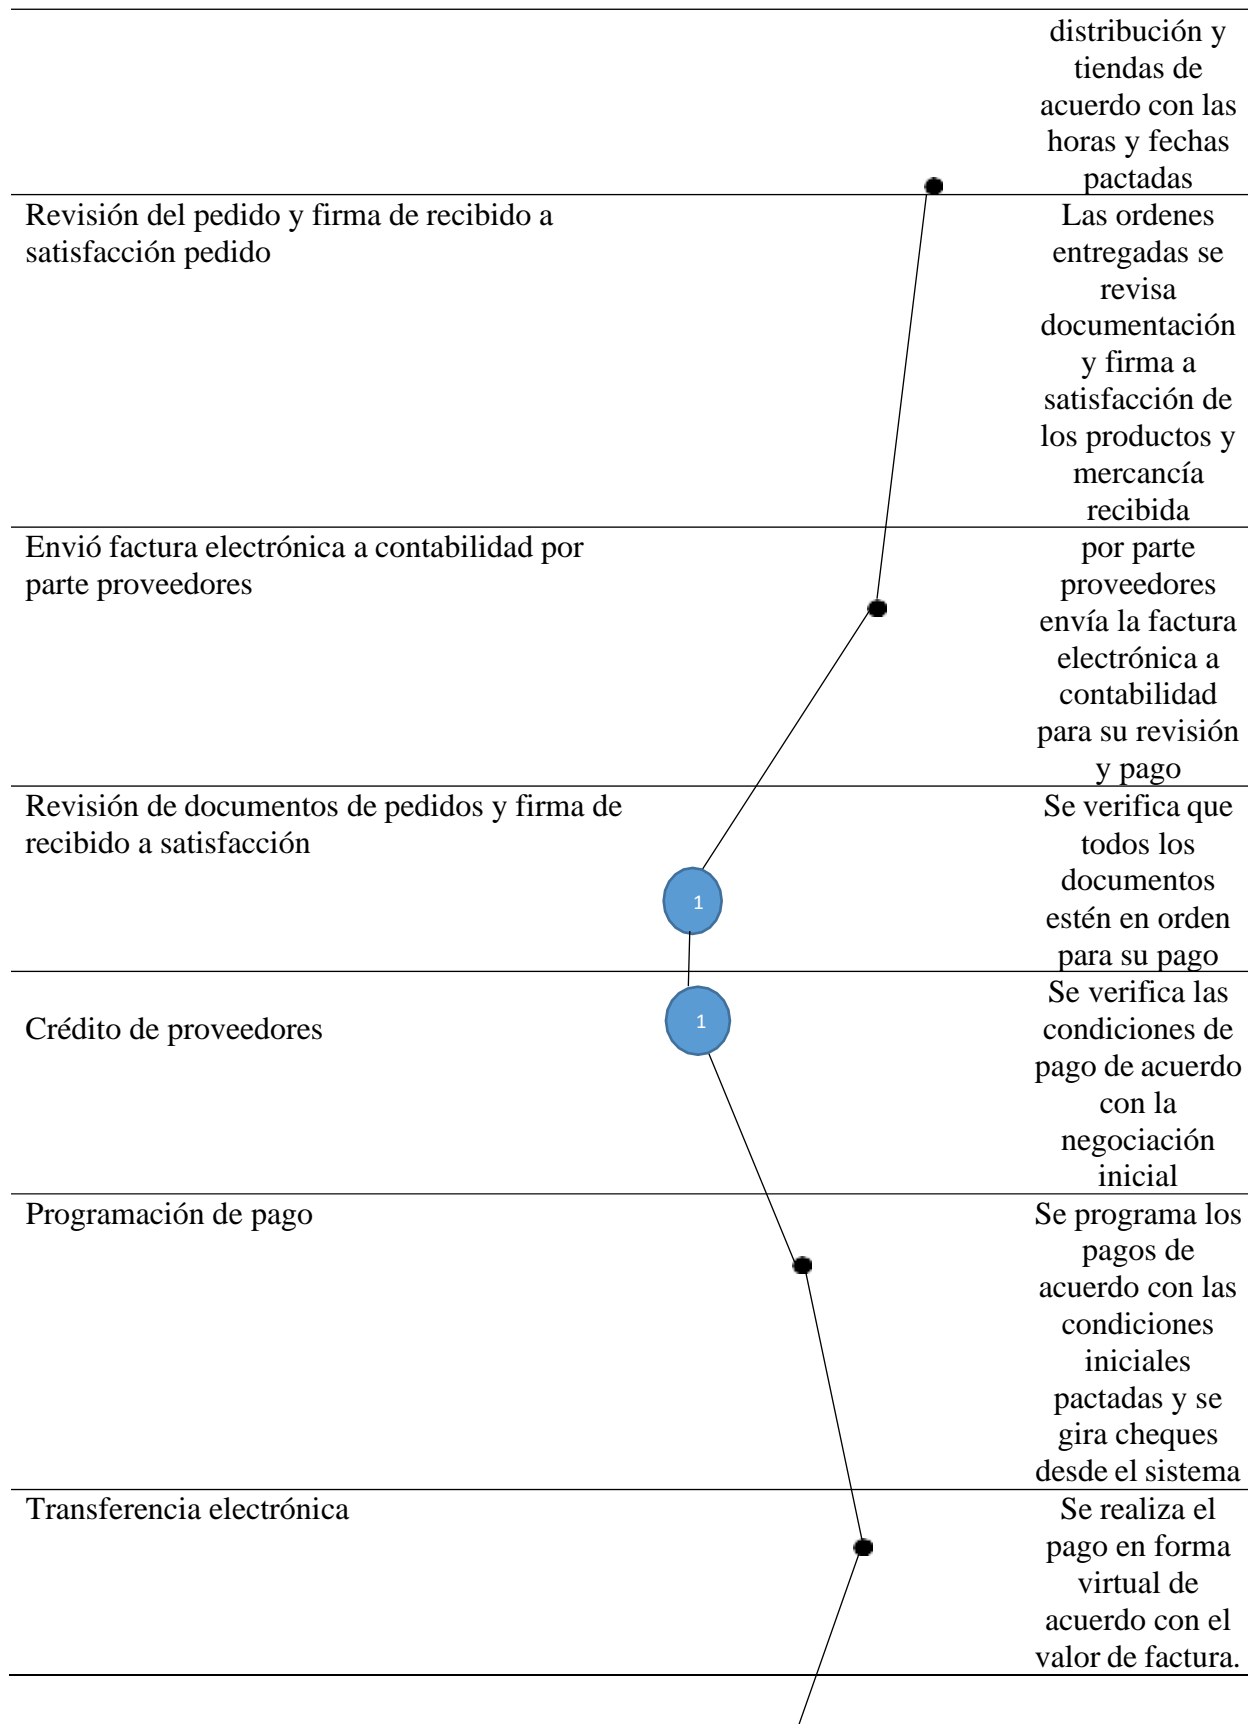 distribución y
tiendas de
acuerdo con las
horas y fechas
pactadas
Revisión del pedido y firma de recibido a
satisfacción pedido
Las ordenes
entregadas se
revisa
documentación
y firma a
satisfacción de
los productos y
mercancía
recibida
Envió factura electrónica a contabilidad por
parte proveedores
por parte
proveedores
envía la factura
electrónica a
contabilidad
para su revisión
y pago
Revisión de documentos de pedidos y firma de
recibido a satisfacción
1
Se verifica que
todos los
documentos
estén en orden
para su pago
Crédito de proveedores
1
Se verifica las
condiciones de
pago de acuerdo
con la
negociación
inicial
Programación de pago
Se programa los
pagos de
acuerdo con las
condiciones
iniciales
pactadas y se
gira cheques
desde el sistema
Transferencia electrónica
Se realiza el
pago en forma
virtual de
acuerdo con el
valor de factura.